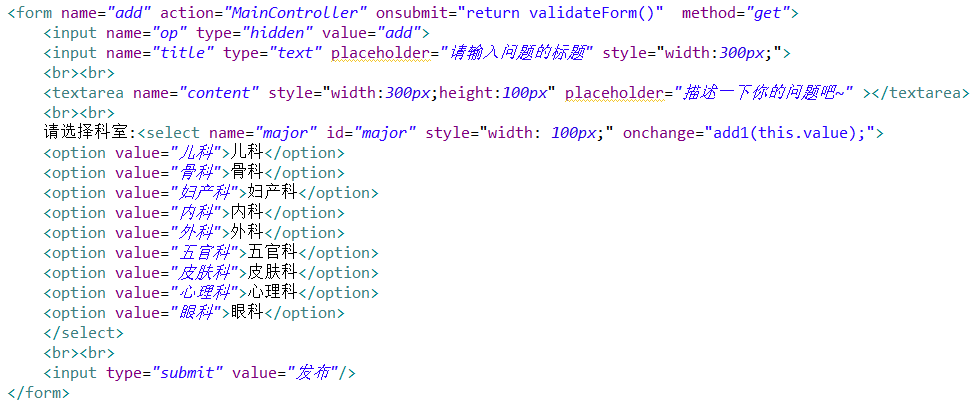 <form name="add" action="MainController" onsubmit="return validateForm()"  method="get">
    <input name="op" type="hidden" value="add">
    <input name="title" type="text" placeholder="请输入问题的标题" style="width:300px;">
    <br><br>
    <textarea name="content" style="width:300px;height:100px" placeholder="描述一下你的问题吧~" ></textarea>
    <br><br>
    请选择科室:<select name="major" id="major" style="width: 100px;" onchange="add1(this.value);">
    <option value="儿科">儿科</option>
    <option value="骨科">骨科</option>
    <option value="妇产科">妇产科</option>
    <option value="内科">内科</option>
    <option value="外科">外科</option>
    <option value="五官科">五官科</option>
    <option value="皮肤科">皮肤科</option>
    <option value="心理科">心理科</option>
    <option value="眼科">眼科</option>
    </select>
    <br><br>
    <input type="submit" value="发布"/>
</form>